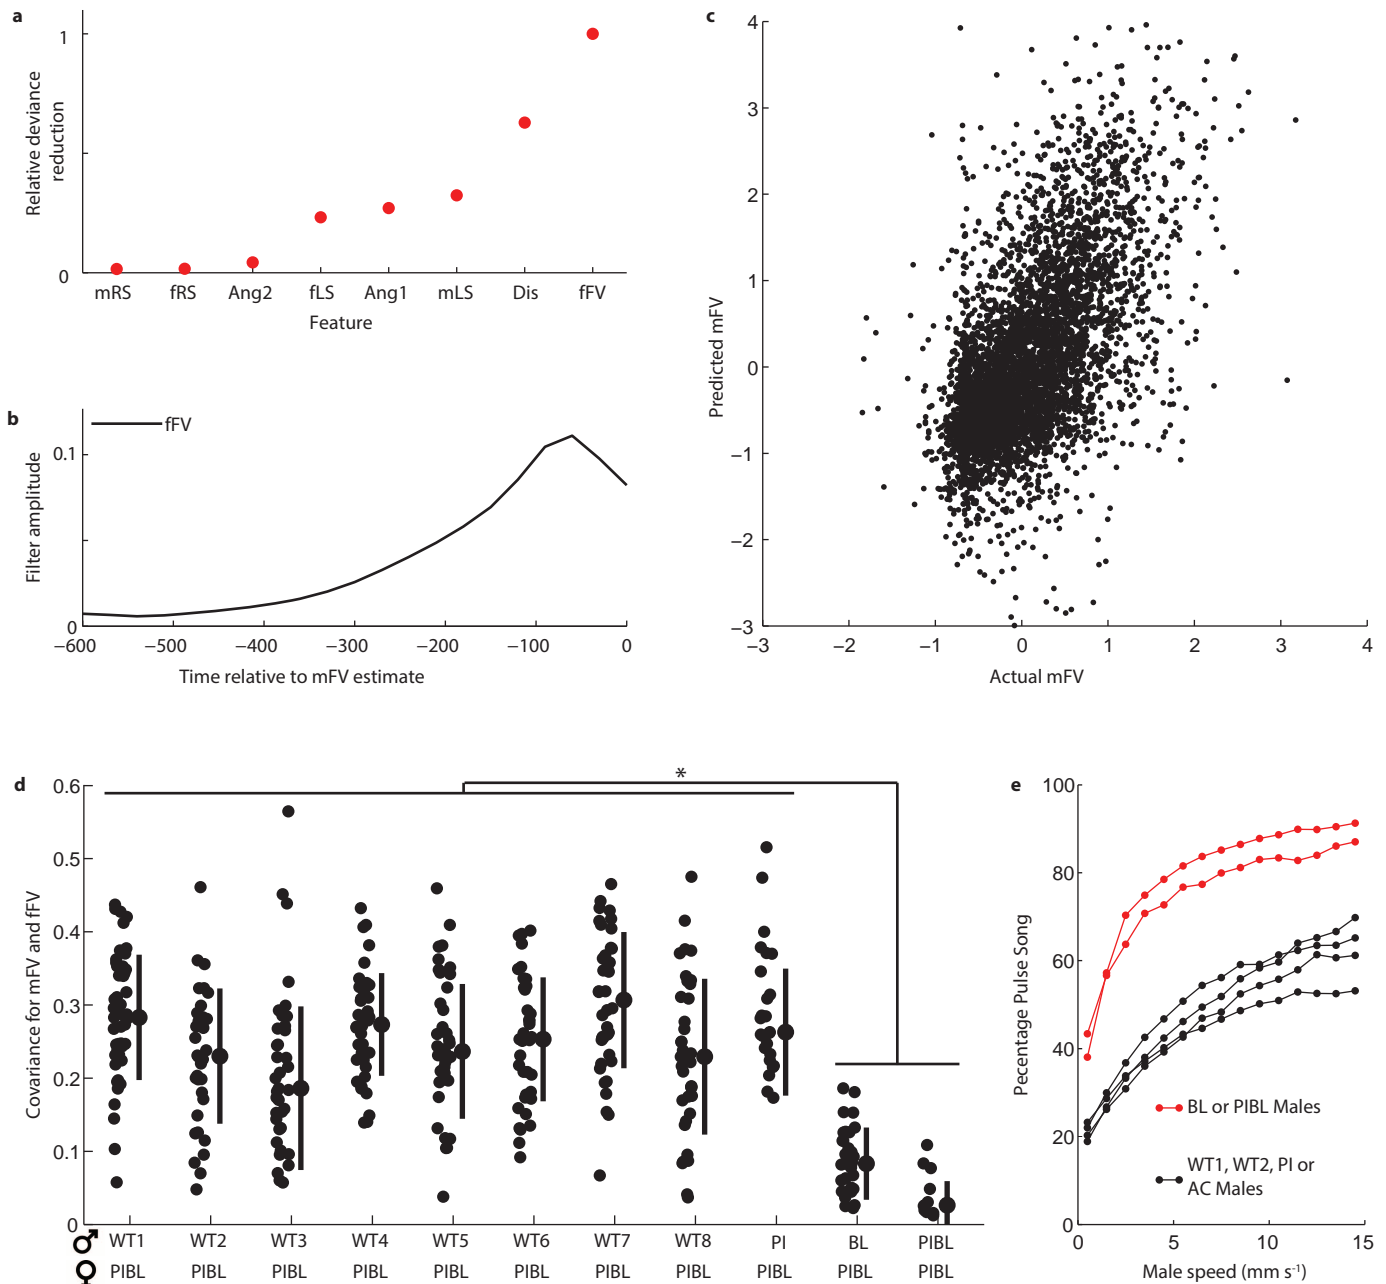 a
Relative deviance
reduction
1
0
mRS fRS Ang2 fLS Ang1 mLS Dis fFV
Feature
b
fFV
Filter amplitude
0.1
0
−600 −500 −400 −300 −200 −100 0
Time relative to mFV estimate
c
Predicted mFV
4
3
2
1
0
−1
−2
−3
−3 −2 −1 0 1 2 3 4
Actual mFV
d
Covariance for mFV and fFV
0.6
0.5
0.4
0.3
0.2
0.1
0
*
♂ WT1 WT2 WT3 WT4 WT5 WT6 WT7 WT8 PI BL PIBL
♀ PIBL PIBL PIBL PIBL PIBL PIBL PIBL PIBL PIBL PIBL PIBL
e
Pecentage Pulse Song
100
80
60
40
20
0
BL or PIBL Males
WT1, WT2, PI or
AC Males
0 5 10 15
Male speed (mm s⁻¹)